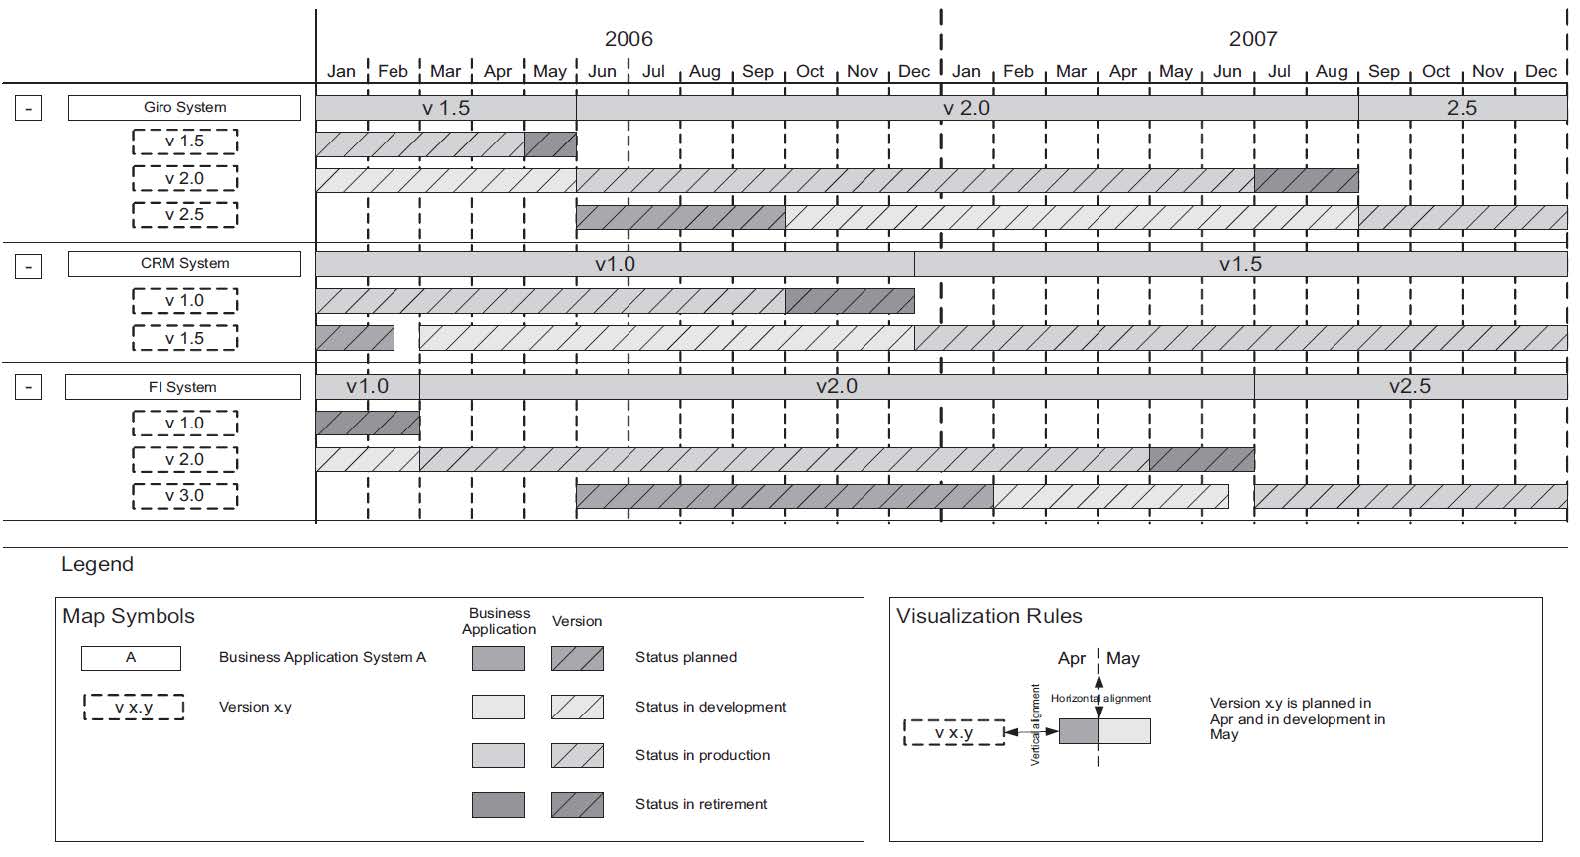 2006
2007
Jan Feb Mar Apr May Jun Jul Aug Sep Oct Nov Dec Jan Feb Mar Apr May Jun Jul Aug Sep Oct Nov Dec
- Giro System v 1.5 v 2.0 2.5
v 1.5
v 2.0
v 2.5
- CRM System v1.0 v1.5
v 1.0
v 1.5
- FI System v1.0 v2.0 v2.5
v 1.0
v 2.0
v 3.0
Legend
Map Symbols
Business
Application
Version
A Business Application System A
Status planned
v x.y Version x.y
Status in development
Status in production
Status in retirement
Visualization Rules
Apr May
Horizontal alignment
Vertical alignment
v x.y
Version x.y is planned in
Apr and in development in
May